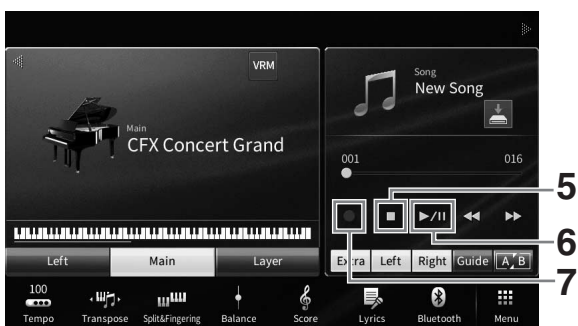 VRM
Main
CFX Concert Grand
Song
New Song
001 016
5
6
7
Left Main Layer
Extra Left Right Guide A B
100
Tempo Transpose Split&Fingering Balance Score Lyrics Bluetooth Menu